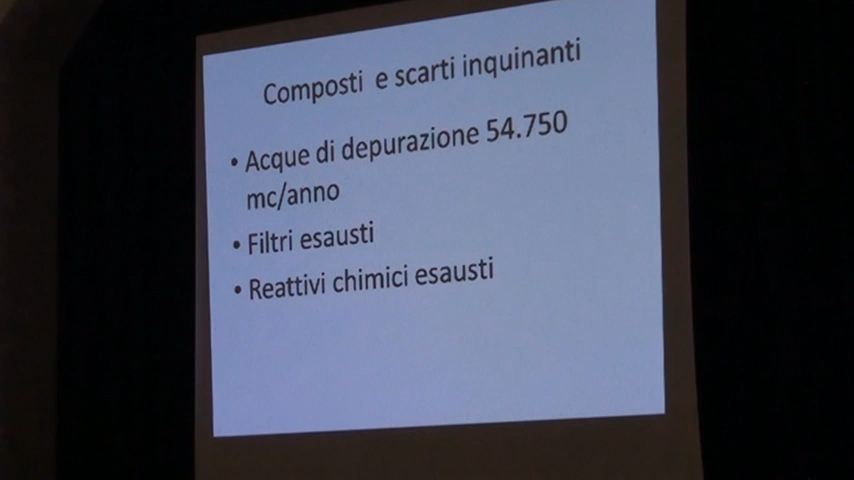 Composti e scarti inquinanti
• Acque di depurazione 54.750
mc/anno
• Filtri esausti
• Reattivi chimici esausti